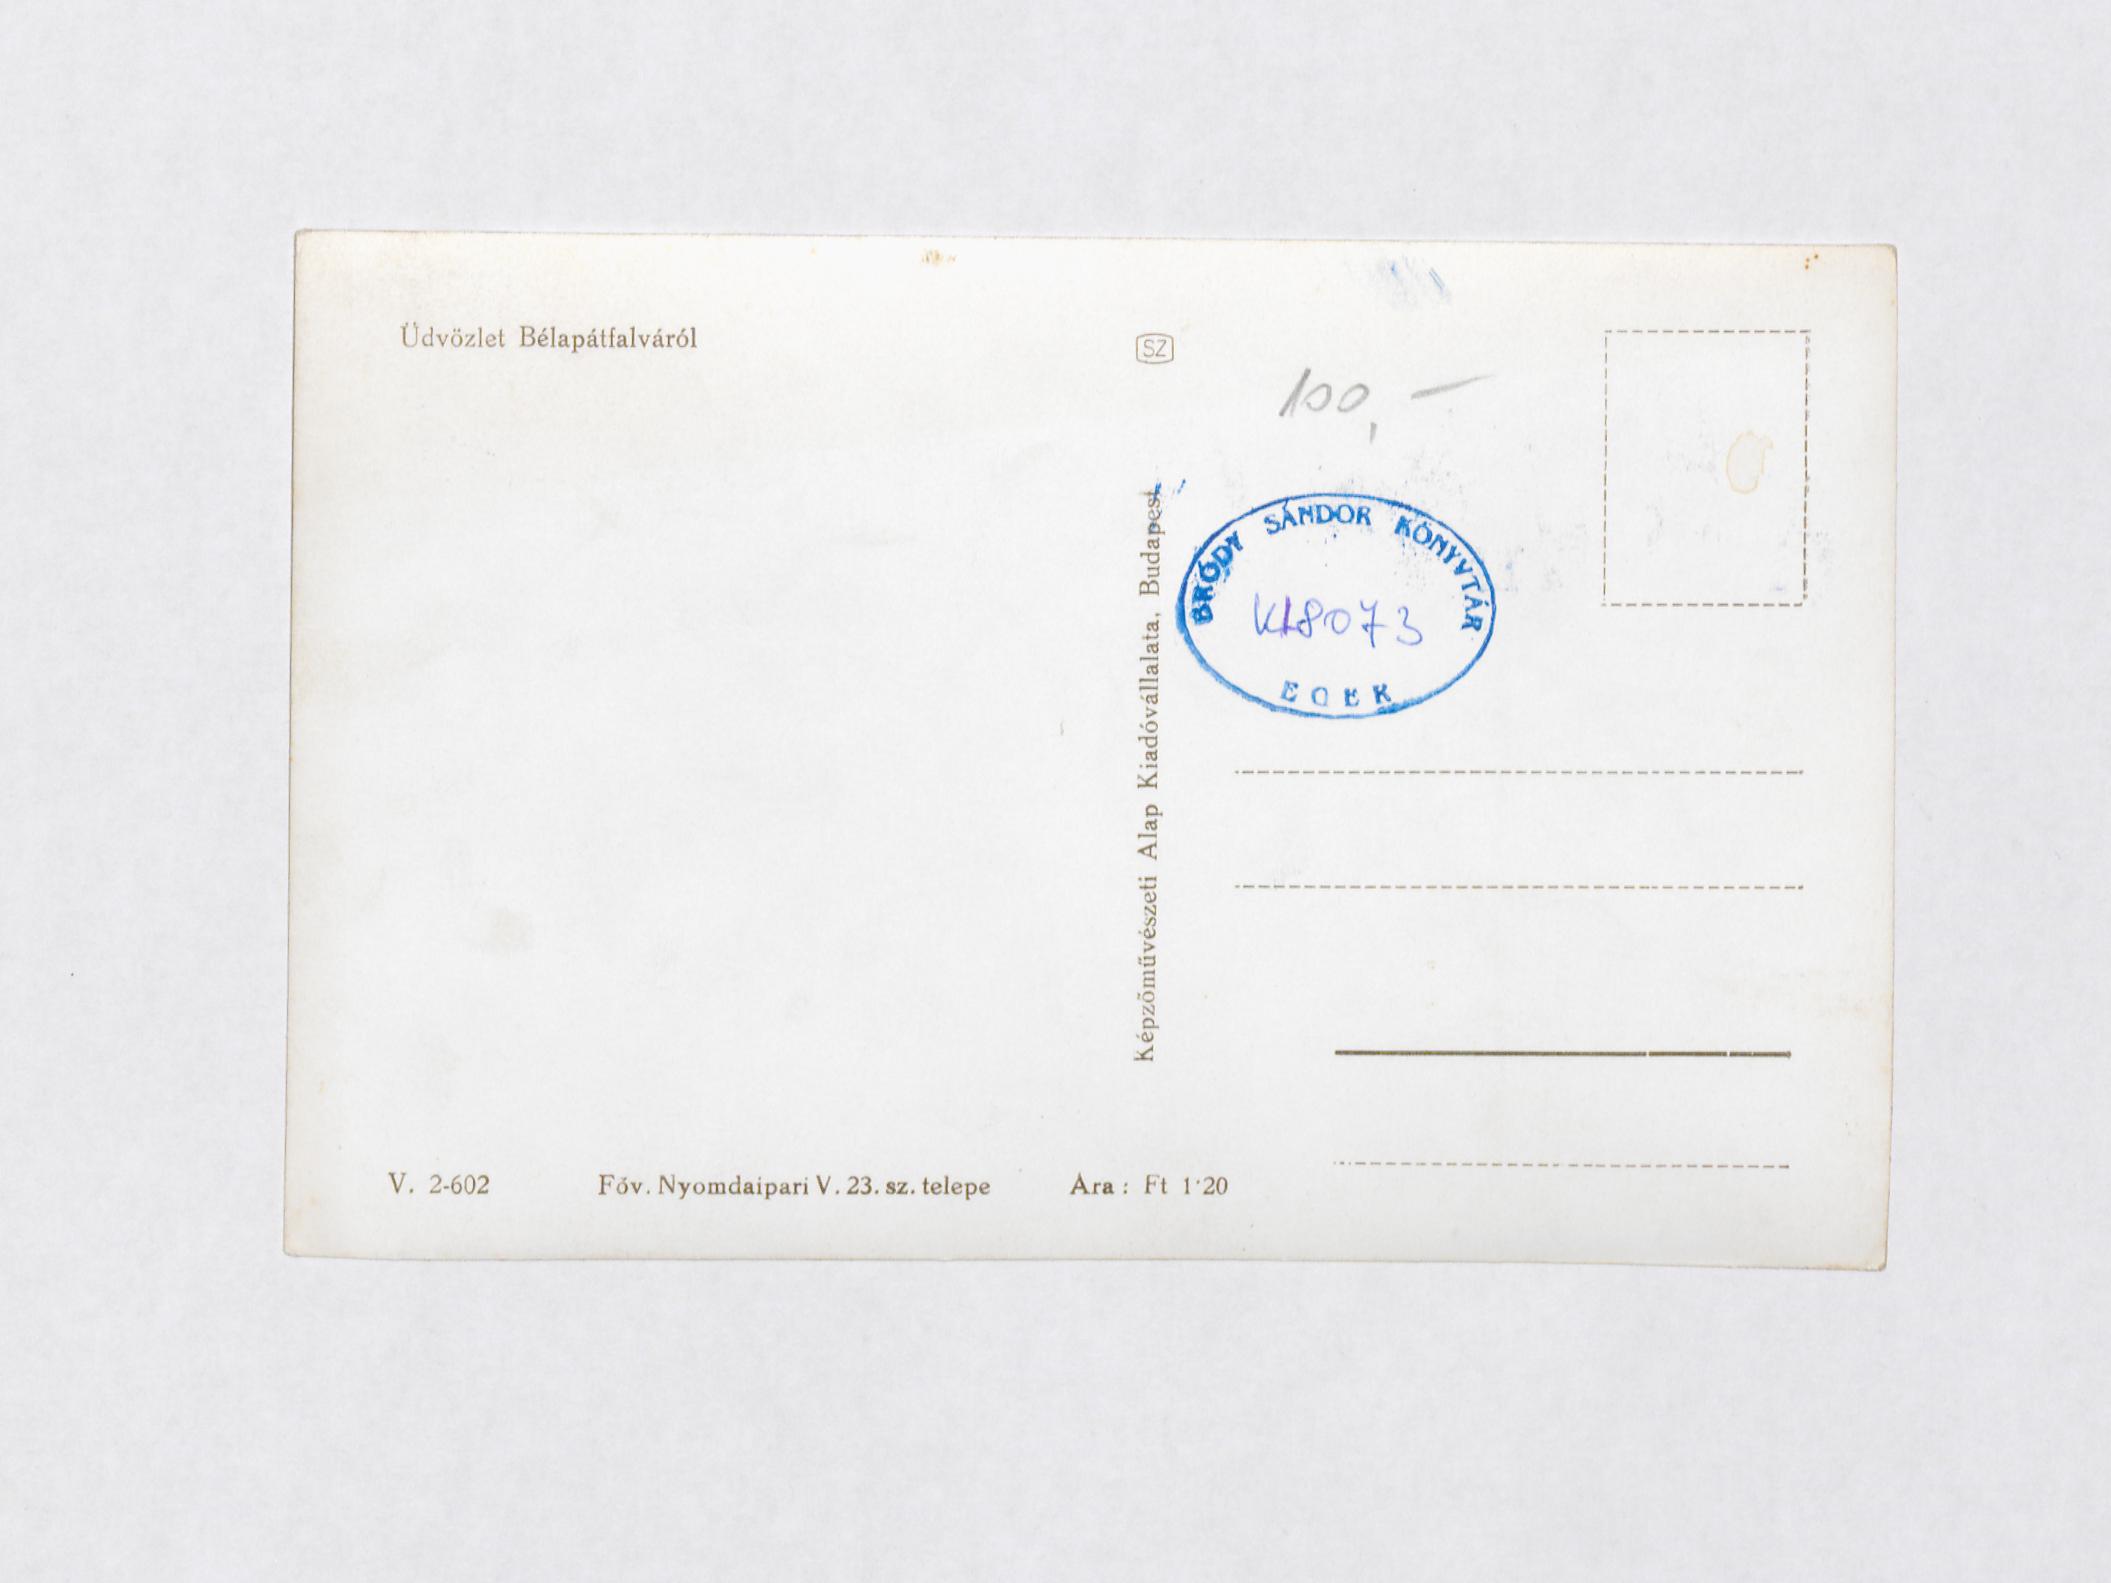 Üdvözlet Bélapátfalváról
SZ
100,-
Képzőművészeti Alap Kiadóvállalata, Budapest
BRÓDY SÁNDOR KÖNYVTÁR
KL8073
EGER
V. 2-602 Főv. Nyomdaipari V. 23. sz. telepe Ára: Ft 1·20